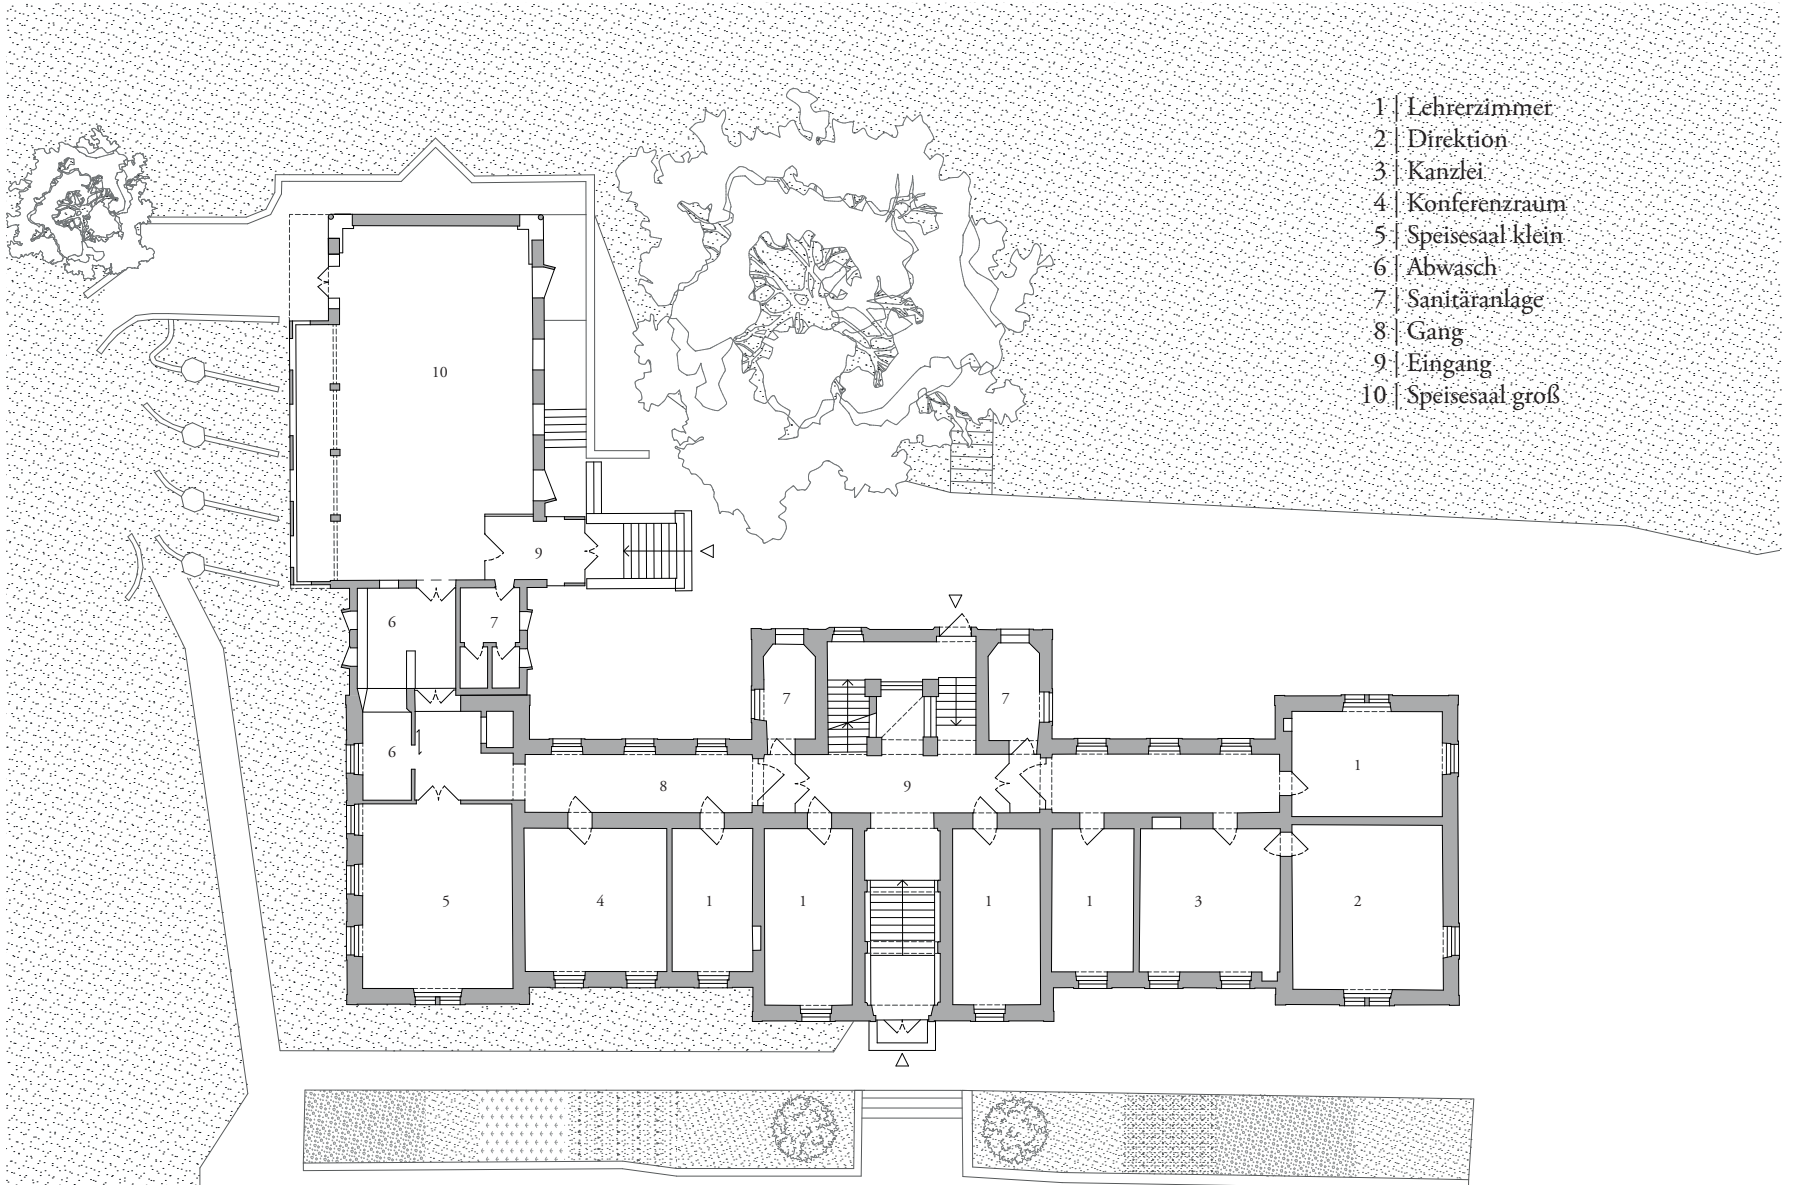 1 | Lehrerzimmer
2 | Direktion
3 | Kanzlei
4 | Konferenzraum
5 | Speisesaal klein
6 | Abwasch
7 | Sanitäranlage
8 | Gang
9 | Eingang
10 | Speisesaal groß
10
9
6
7
7
7
6
8
9
1
5
4
1
1
1
1
3
2